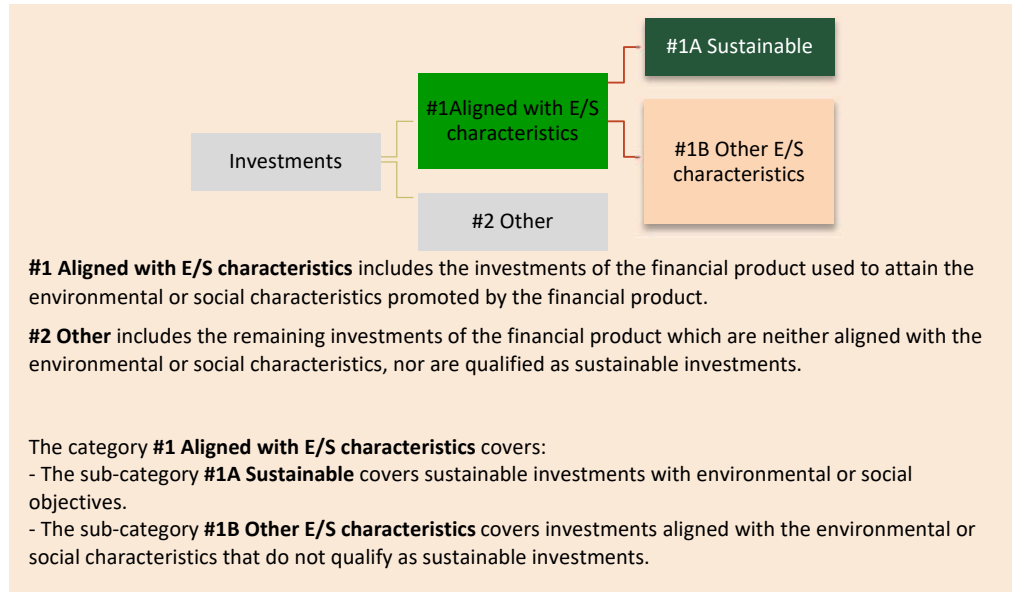 #1A Sustainable
#1Aligned with E/S
characteristics
Investments
#1B Other E/S
characteristics
#2 Other
#1 Aligned with E/S characteristics includes the investments of the financial product used to attain the
environmental or social characteristics promoted by the financial product.
#2 Other includes the remaining investments of the financial product which are neither aligned with the
environmental or social characteristics, nor are qualified as sustainable investments.
The category #1 Aligned with E/S characteristics covers:
- The sub-category #1A Sustainable covers sustainable investments with environmental or social
objectives.
- The sub-category #1B Other E/S characteristics covers investments aligned with the environmental or
social characteristics that do not qualify as sustainable investments.